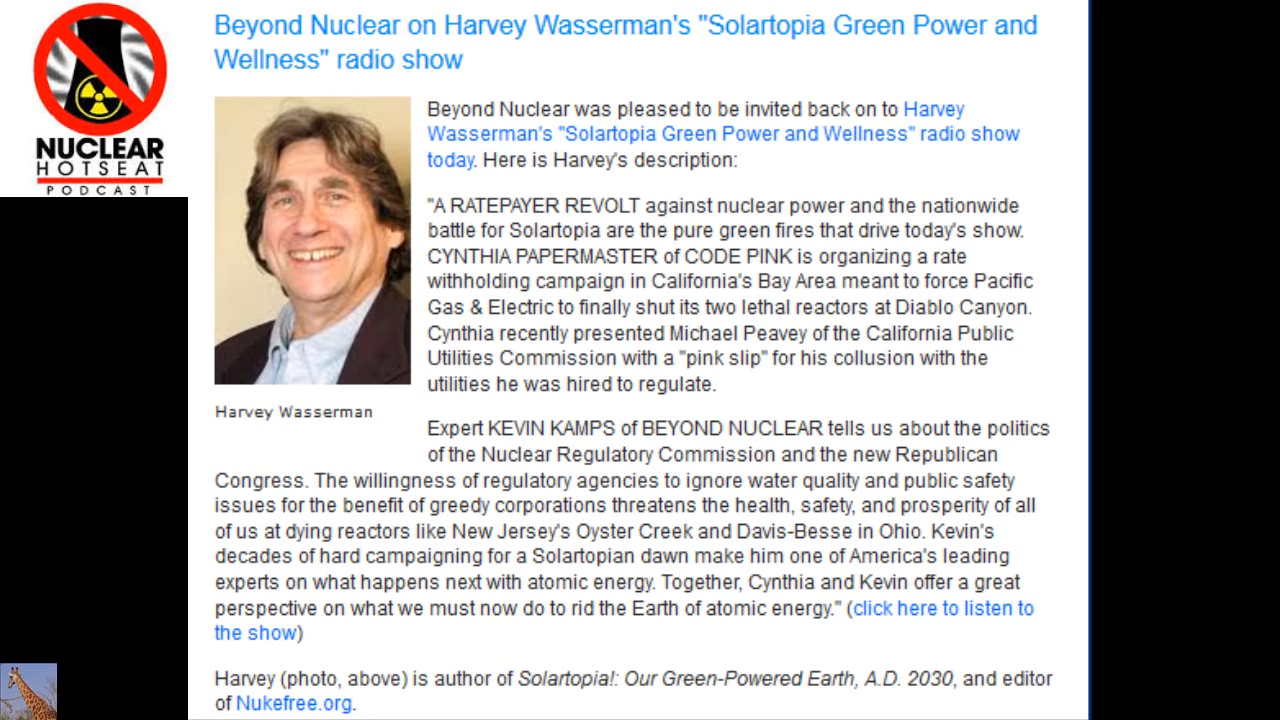 NUCLEAR
HOTSEAT
PODCAST
Beyond Nuclear on Harvey Wasserman's "Solartopia Green Power and
Wellness" radio show
Beyond Nuclear was pleased to be invited back on to Harvey
Wasserman's "Solartopia Green Power and Wellness" radio show
today. Here is Harvey's description:
"A RATEPAYER REVOLT against nuclear power and the nationwide
battle for Solartopia are the pure green fires that drive today's show.
CYNTHIA PAPERMASTER of CODE PINK is organizing a rate
withholding campaign in California's Bay Area meant to force Pacific
Gas & Electric to finally shut its two lethal reactors at Diablo Canyon.
Cynthia recently presented Michael Peavey of the California Public
Utilities Commission with a "pink slip" for his collusion with the
utilities he was hired to regulate.
Harvey Wasserman
Expert KEVIN KAMPS of BEYOND NUCLEAR tells us about the politics
of the Nuclear Regulatory Commission and the new Republican
Congress. The willingness of regulatory agencies to ignore water quality and public safety
issues for the benefit of greedy corporations threatens the health, safety, and prosperity of all
of us at dying reactors like New Jersey's Oyster Creek and Davis-Besse in Ohio. Kevin's
decades of hard campaigning for a Solartopian dawn make him one of America's leading
experts on what happens next with atomic energy. Together, Cynthia and Kevin offer a great
perspective on what we must now do to rid the Earth of atomic energy." (click here to listen to
the show)
Harvey (photo, above) is author of Solartopia!: Our Green-Powered Earth, A.D. 2030, and editor
of Nukefree.org.